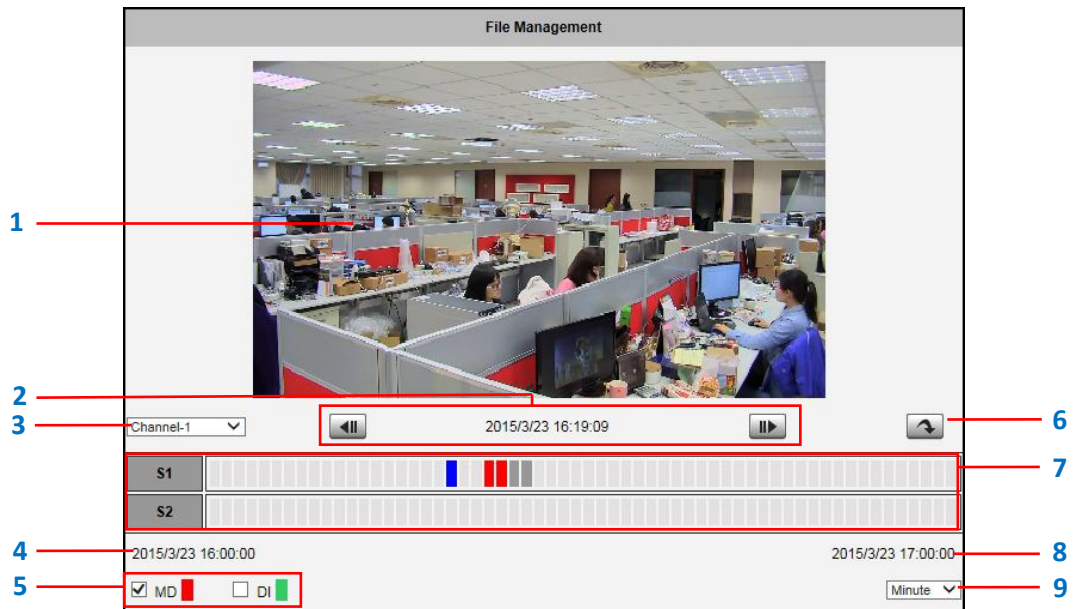 File Management
1
2
3
Channel-1
2015/3/23 16:19:09
6
S1
7
S2
4
2015/3/23 16:00:00
2015/3/23 17:00:00
8
5
MD
DI
Minute
9